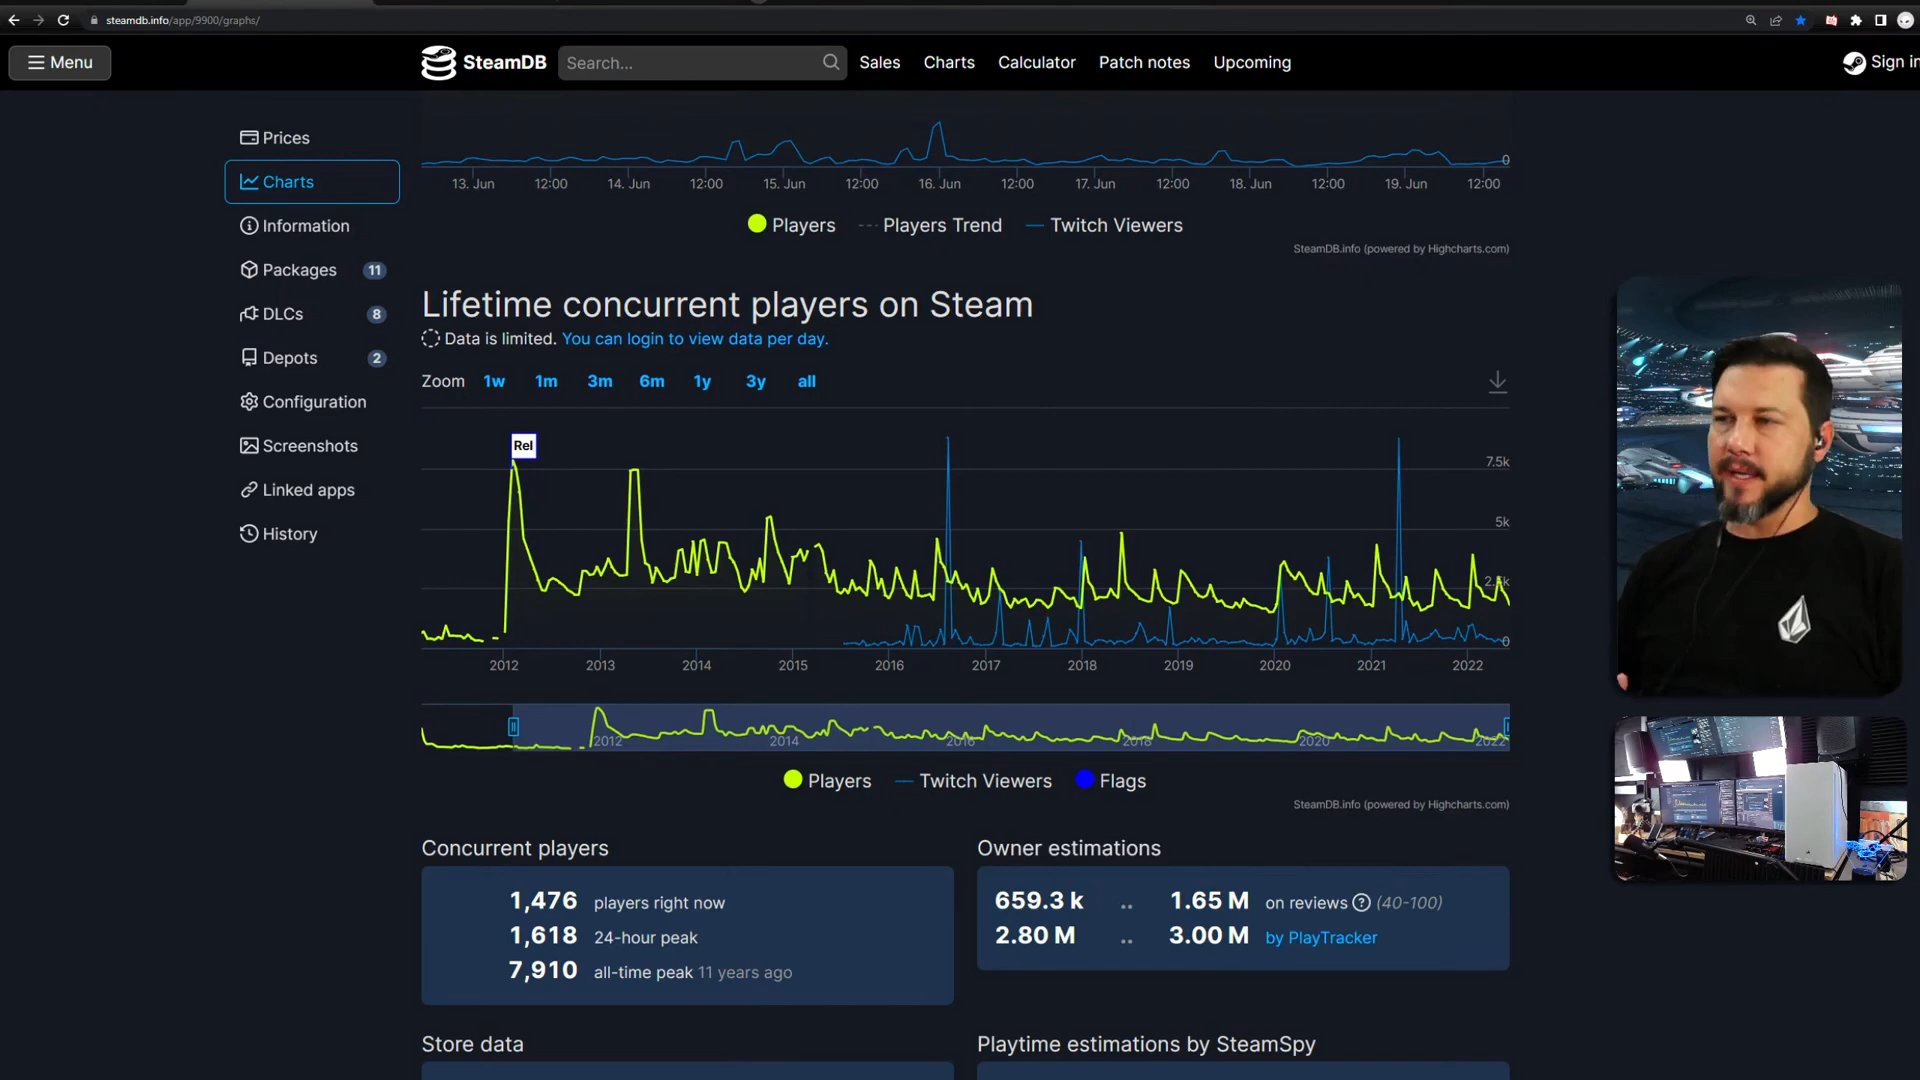 steamdb.info/app/9900/graphs/
Menu
SteamDB
Search...
Sales
Charts
Calculator
Patch notes
Upcoming
Sign in
Prices
Charts
Information
Packages 11
DLCs 8
Depots 2
Configuration
Screenshots
Linked apps
History
0
13. Jun 12:00 14. Jun 12:00 15. Jun 12:00 16. Jun 12:00 17. Jun 12:00 18. Jun 12:00 19. Jun 12:00
Players Players Trend Twitch Viewers
SteamDB.info (powered by Highcharts.com)
Lifetime concurrent players on Steam
Data is limited. You can login to view data per day.
Zoom 1w 1m 3m 6m 1y 3y all
Rel
7.5k
5k
2.5k
0
2012 2013 2014 2015 2016 2017 2018 2019 2020 2021 2022
2012 2014 2016 2018 2020 2022
Players Twitch Viewers Flags
SteamDB.info (powered by Highcharts.com)
Concurrent players
1,476 players right now
1,618 24-hour peak
7,910 all-time peak 11 years ago
Owner estimations
659.3 k .. 1.65 M on reviews ? (40-100)
2.80 M .. 3.00 M by PlayTracker
Store data
Playtime estimations by SteamSpy